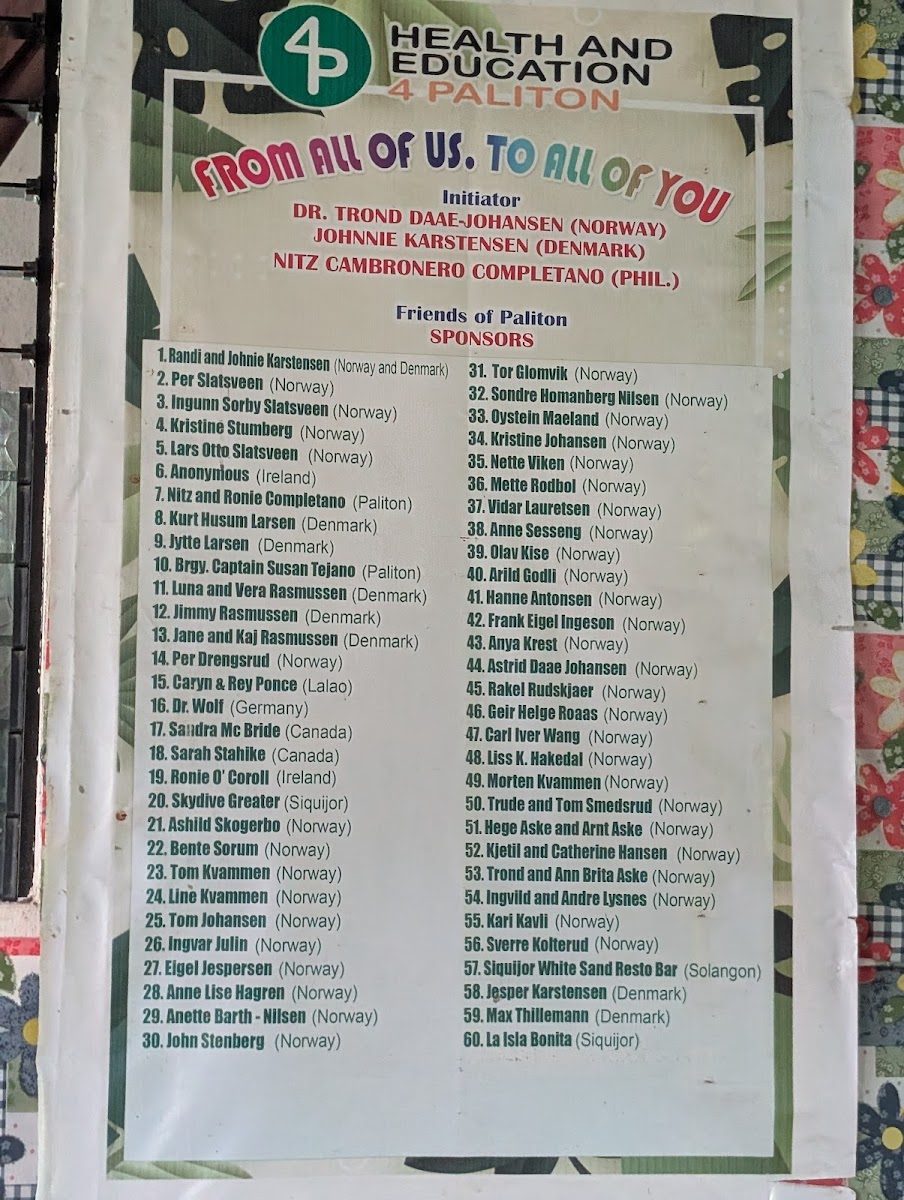 4P
HEALTH AND
EDUCATION
4 PALITON
FROM ALL OF US. TO ALL OF YOU
Initiator
DR. TROND DAAE-JOHANSEN (NORWAY)
JOHNNIE KARSTENSEN (DENMARK)
NITZ CAMBRONERO COMPLETANO (PHIL.)
Friends of Paliton
SPONSORS
1. Randi and Johnie Karstensen (Norway and Denmark)
2. Per Slatsveen (Norway)
3. Ingunn Sorby Slatsveen (Norway)
4. Kristine Stumberg (Norway)
5. Lars Otto Slatsveen (Norway)
6. Anonymous (Ireland)
7. Nitz and Ronie Completano (Paliton)
8. Kurt Husum Larsen (Denmark)
9. Jytte Larsen (Denmark)
10. Brgy. Captain Susan Tejano (Paliton)
11. Luna and Vera Rasmussen (Denmark)
12. Jimmy Rasmussen (Denmark)
13. Jane and Kaj Rasmussen (Denmark)
14. Per Drengsrud (Norway)
15. Caryn & Rey Ponce (Lalao)
16. Dr. Wolf (Germany)
17. Sandra Mc Bride (Canada)
18. Sarah Stahike (Canada)
19. Ronie O' Coroll (Ireland)
20. Skydive Greater (Siquijor)
21. Ashild Skogerbo (Norway)
22. Bente Sorum (Norway)
23. Tom Kvammen (Norway)
24. Line Kvammen (Norway)
25. Tom Johansen (Norway)
26. Ingvar Julin (Norway)
27. Eigel Jespersen (Norway)
28. Anne Lise Hagren (Norway)
29. Anette Barth - Nilsen (Norway)
30. John Stenberg (Norway)
31. Tor Glomvik (Norway)
32. Sondre Homanberg Nilsen (Norway)
33. Oystein Maeland (Norway)
34. Kristine Johansen (Norway)
35. Nette Viken (Norway)
36. Mette Rodbol (Norway)
37. Vidar Lauretsen (Norway)
38. Anne Sesseng (Norway)
39. Olav Kise (Norway)
40. Arild Godli (Norway)
41. Hanne Antonsen (Norway)
42. Frank Eigel Ingeson (Norway)
43. Anya Krest (Norway)
44. Astrid Daae Johansen (Norway)
45. Rakel Rudskjaer (Norway)
46. Geir Helge Roaas (Norway)
47. Carl Iver Wang (Norway)
48. Liss K. Hakedal (Norway)
49. Morten Kvammen (Norway)
50. Trude and Tom Smedsrud (Norway)
51. Hege Aske and Arnt Aske (Norway)
52. Kjetil and Catherine Hansen (Norway)
53. Trond and Ann Brita Aske (Norway)
54. Ingvild and Andre Lysnes (Norway)
55. Kari Kavli (Norway)
56. Sverre Kolterud (Norway)
57. Siquijor White Sand Resto Bar (Solangon)
58. Jesper Karstensen (Denmark)
59. Max Thillemann (Denmark)
60. La Isla Bonita (Siquijor)